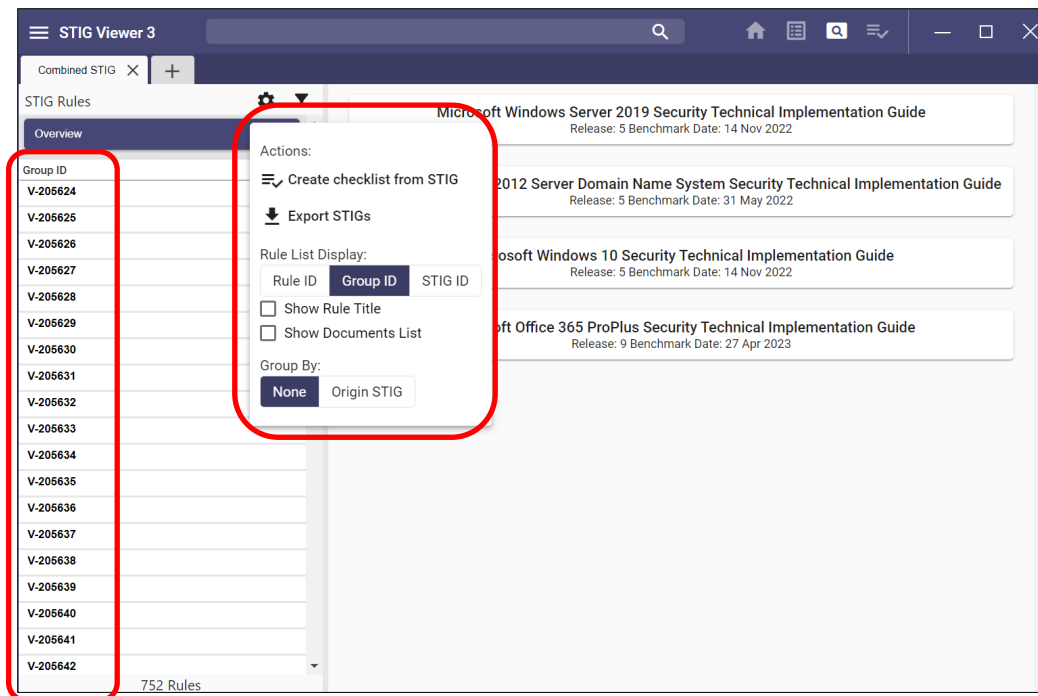 STIG Viewer 3
Combined STIG
STIG Rules
Overview
Group ID
V-205624
V-205625
V-205626
V-205627
V-205628
V-205629
V-205630
V-205631
V-205632
V-205633
V-205634
V-205635
V-205636
V-205637
V-205638
V-205639
V-205640
V-205641
V-205642
752 Rules
Actions:
Create checklist from STIG
Export STIGs
Rule List Display:
Rule ID Group ID STIG ID
Show Rule Title
Show Documents List
Group By:
None Origin STIG
Microsoft Windows Server 2019 Security Technical Implementation Guide
Release: 5 Benchmark Date: 14 Nov 2022
2012 Server Domain Name System Security Technical Implementation Guide
Release: 5 Benchmark Date: 31 May 2022
osoft Windows 10 Security Technical Implementation Guide
Release: 5 Benchmark Date: 14 Nov 2022
oft Office 365 ProPlus Security Technical Implementation Guide
Release: 9 Benchmark Date: 27 Apr 2023